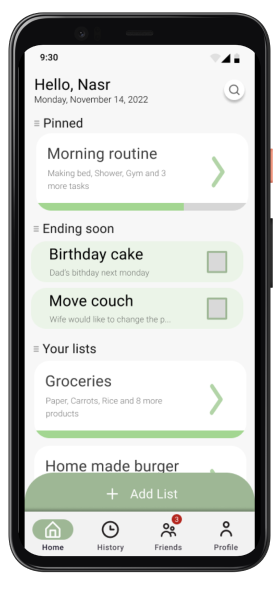 9:30
Hello, Nasr
Monday, November 14, 2022
Pinned
Morning routine
Making bed, Shower, Gym and 3
more tasks
Ending soon
Birthday cake
Dad's bithday next monday
Move couch
Wife would like to change the p...
Your lists
Groceries
Paper, Carrots, Rice and 8 more
products
Home made burger
+ Add List
3
Home
History
Friends
Profile